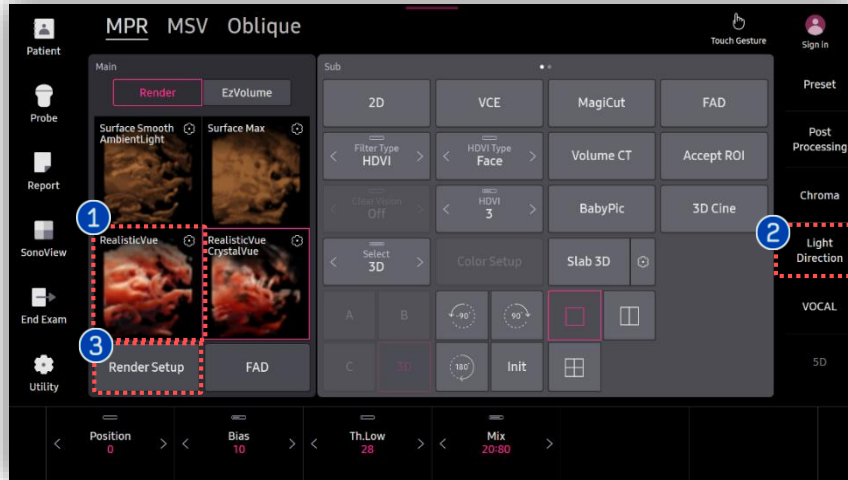 MPR MSV Oblique
Touch Gesture
Sign in
Patient
Probe
Report
SonoView
End Exam
Utility
Main
Render
EzVolume
Surface Smooth
AmbientLight
Surface Max
1
RealisticVue
RealisticVue
CrystalVue
3
Render Setup
FAD
Sub
2D
VCE
MagiCut
FAD
Filter Type
HDVI
HDVI Type
Face
Volume CT
Accept ROI
Clear Vision
Off
HDVI
3
BabyPic
3D Cine
Select
3D
Color Setup
Slab 3D
A
B
-90°
90°
C
3D
180°
Init
Preset
Post
Processing
Chroma
2
Light
Direction
VOCAL
5D
Position
0
Bias
10
Th.Low
28
Mix
20:80